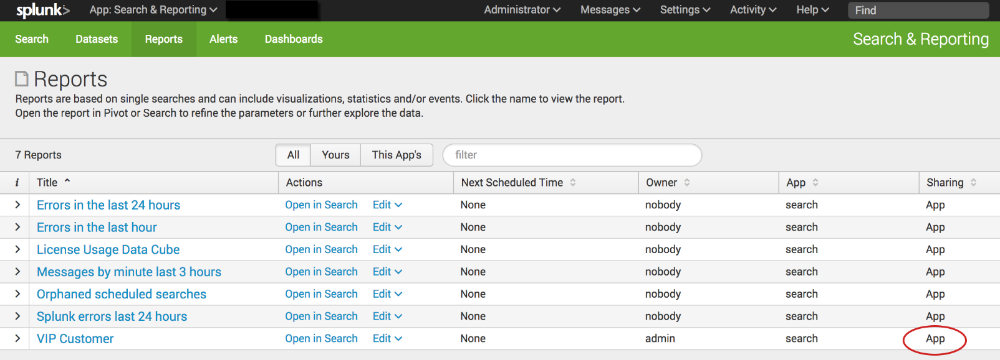 splunk> App: Search & Reporting Administrator Messages Settings Activity Help Find
Search Datasets Reports Alerts Dashboards Search & Reporting
Reports
Reports are based on single searches and can include visualizations, statistics and/or events. Click the name to view the report.
Open the report in Pivot or Search to refine the parameters or further explore the data.
7 Reports All Yours This App's filter
i Title Actions Next Scheduled Time Owner App Sharing
Errors in the last 24 hours Open in Search Edit None nobody search App
Errors in the last hour Open in Search Edit None nobody search App
License Usage Data Cube Open in Search Edit None nobody search App
Messages by minute last 3 hours Open in Search Edit None nobody search App
Orphaned scheduled searches Open in Search Edit None nobody search App
Splunk errors last 24 hours Open in Search Edit None nobody search App
VIP Customer Open in Search Edit None admin search App